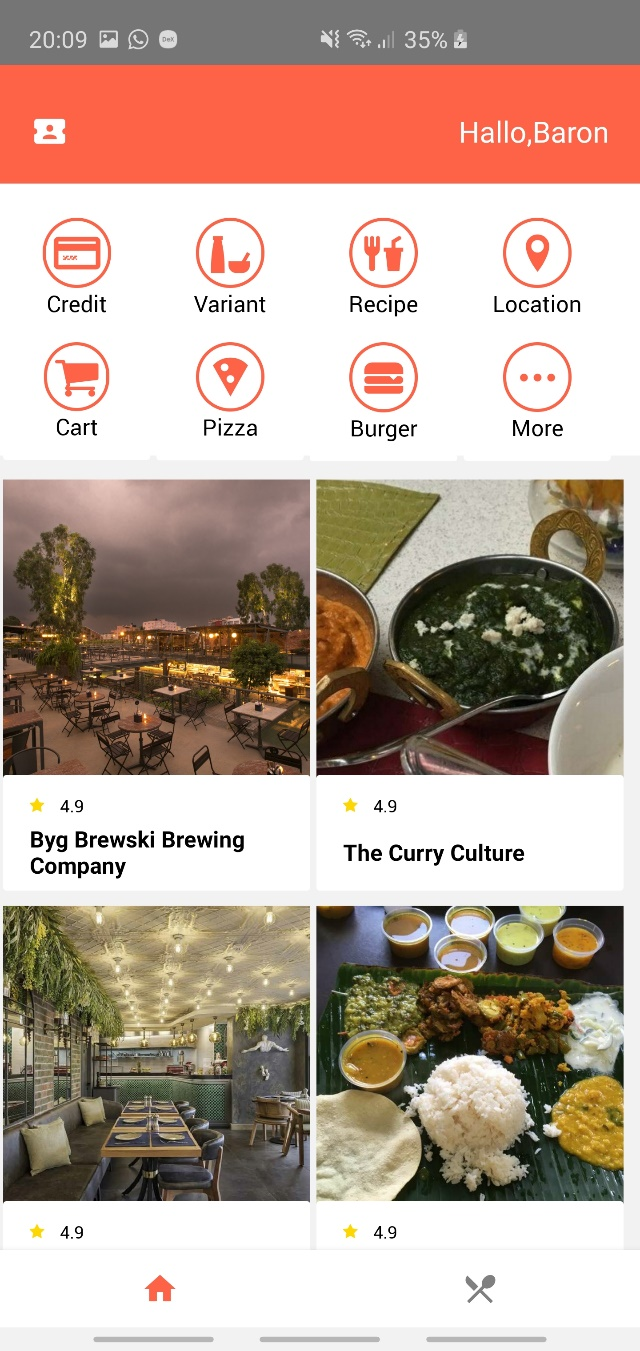 20:09 DeX 35%
Hallo,Baron
Credit Variant Recipe Location
Cart Pizza Burger More
4.9 4.9
Byg Brewski Brewing
Company
The Curry Culture
4.9 4.9